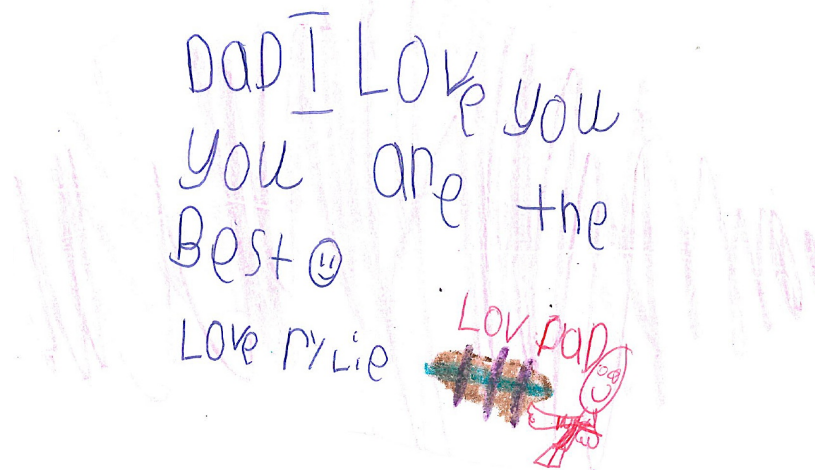 DaD I Love you
you are the
Best
Love rylie
Lov DaD